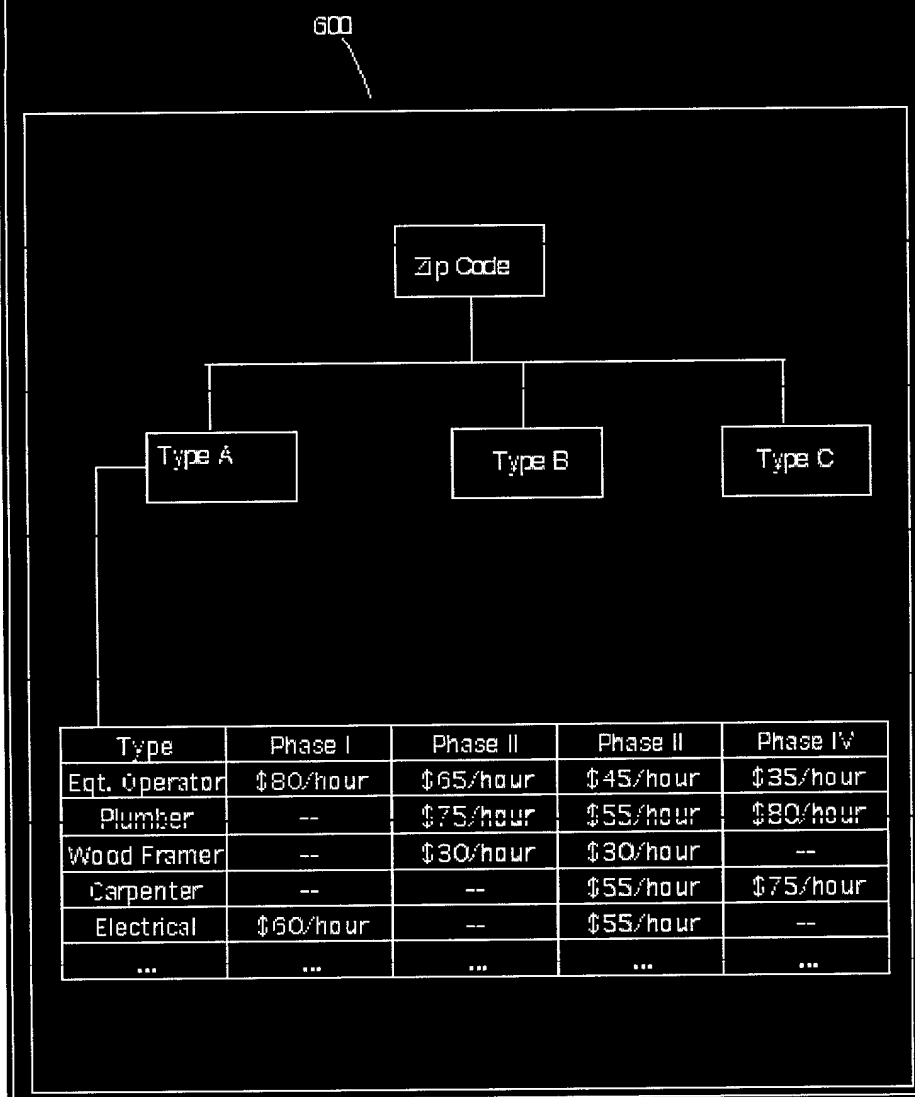 600
Zip Code
Type A Type B Type C
Type Phase I Phase II Phase II Phase IV
Eqt. Operator $80/hour $65/hour $45/hour $35/hour
Plumber -- $75/hour $55/hour $80/hour
Wood Framer -- $30/hour $30/hour --
Carpenter -- -- $55/hour $75/hour
Electrical $60/hour -- $55/hour --
... ... ... ... ...